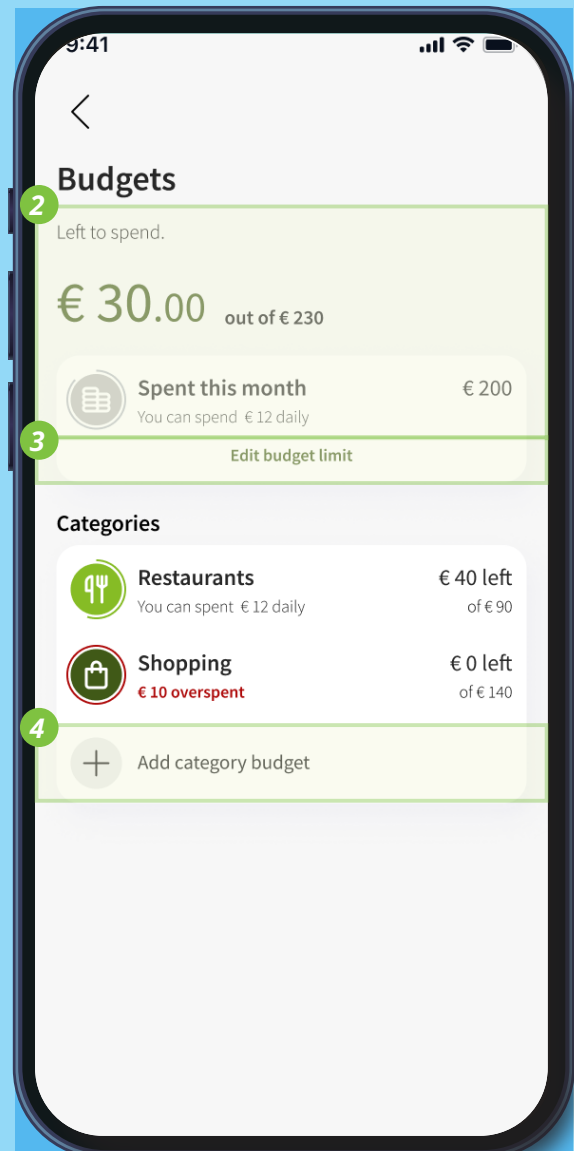 9:41
Budgets
2
Left to spend.
€ 30.00 out of € 230
Spent this month € 200
You can spend € 12 daily
3
Edit budget limit
Categories
Restaurants € 40 left
You can spent € 12 daily of € 90
Shopping € 0 left
€ 10 overspent of € 140
4
Add category budget